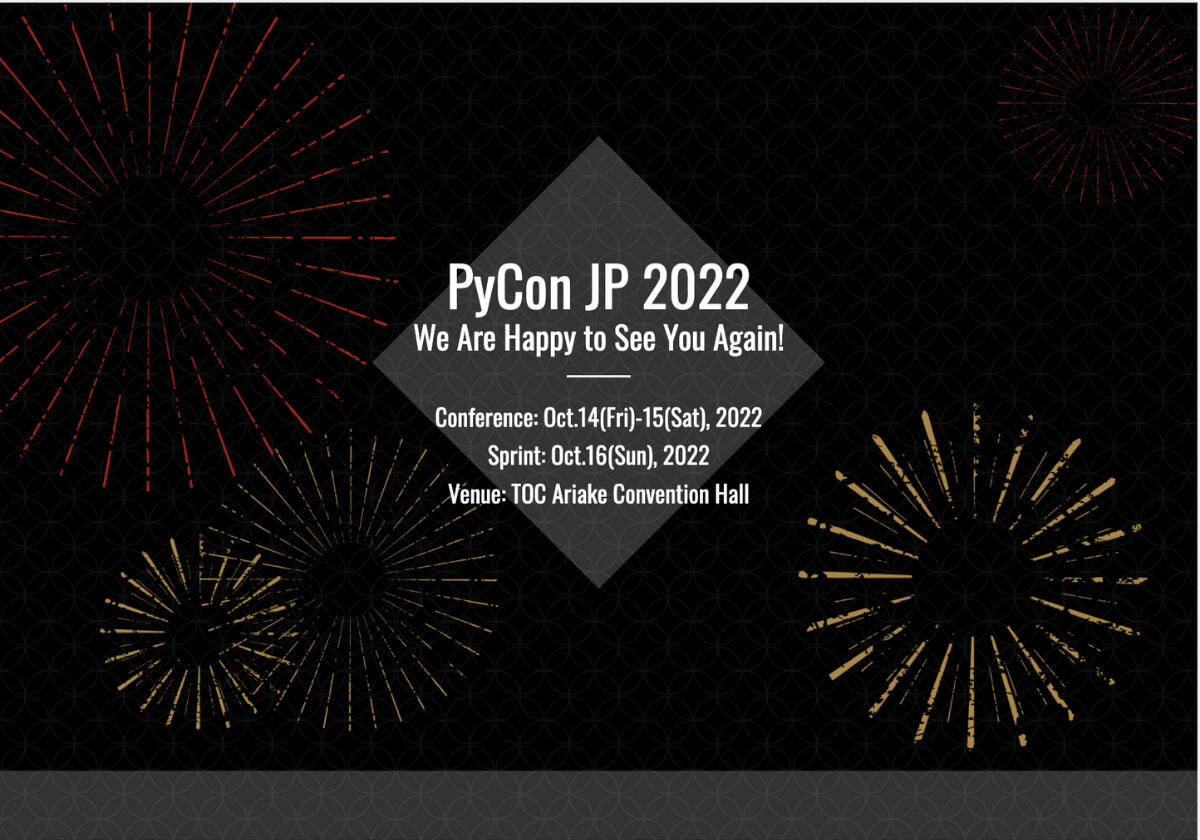 PyCon JP 2022
We Are Happy to See You Again!
Conference: Oct.14(Fri)-15(Sat), 2022
Sprint: Oct.16(Sun), 2022
Venue: TOC Ariake Convention Hall